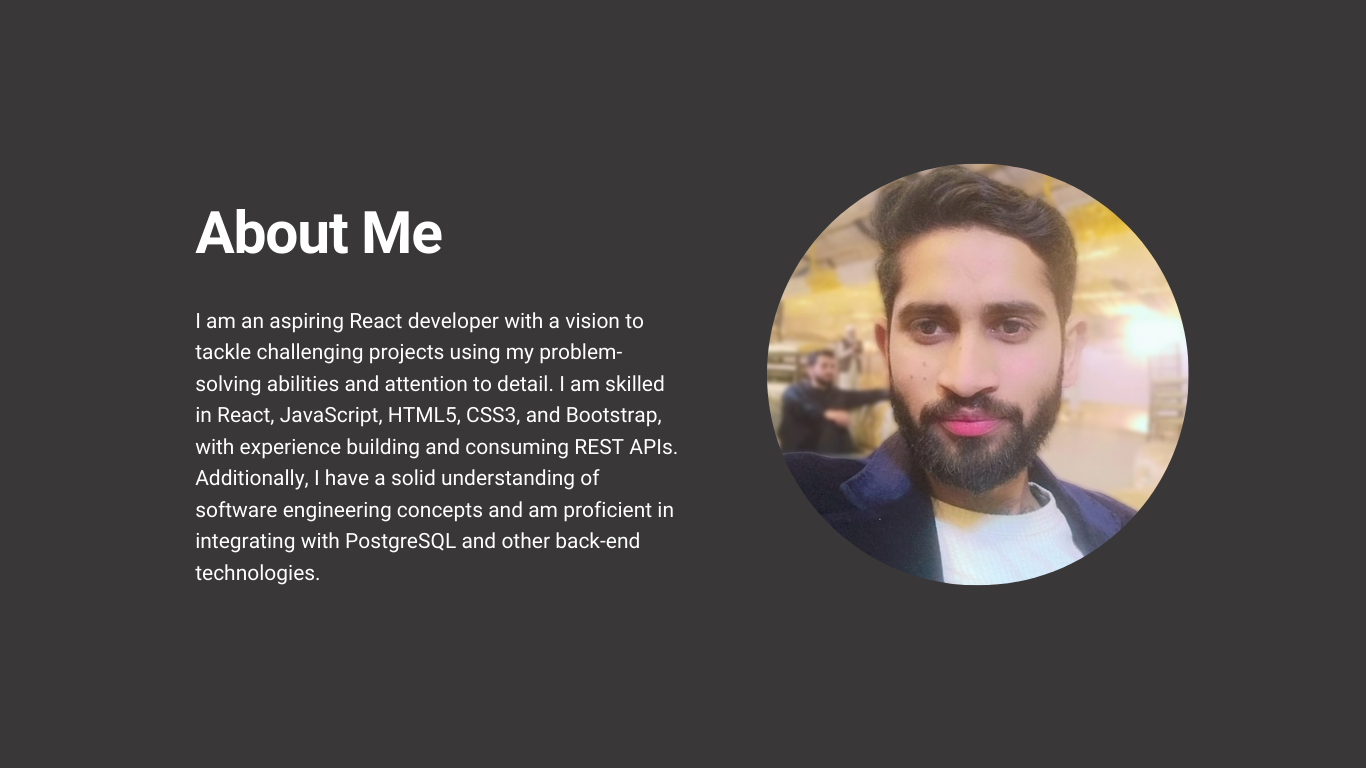 About Me
I am an aspiring React developer with a vision to
tackle challenging projects using my problem-
solving abilities and attention to detail. I am skilled
in React, JavaScript, HTML5, CSS3, and Bootstrap,
with experience building and consuming REST APIs.
Additionally, I have a solid understanding of
software engineering concepts and am proficient in
integrating with PostgreSQL and other back-end
technologies.